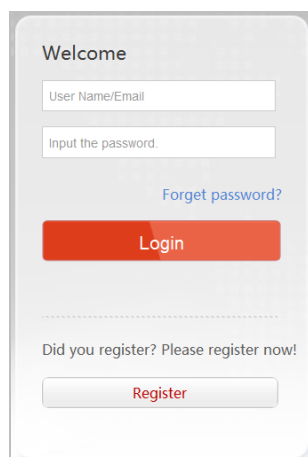 Welcome
User Name/Email
Input the password.
Forget password?
Login
Did you register? Please register now!
Register